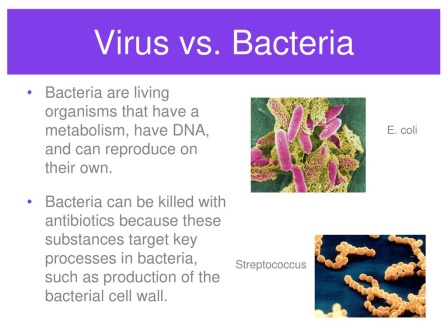 Virus vs. Bacteria
• Bacteria are living
organisms that have a
metabolism, have DNA,
and can reproduce on
their own.
• Bacteria can be killed with
antibiotics because these
substances target key
processes in bacteria,
such as production of the
bacterial cell wall.
E. coli
Streptococcus